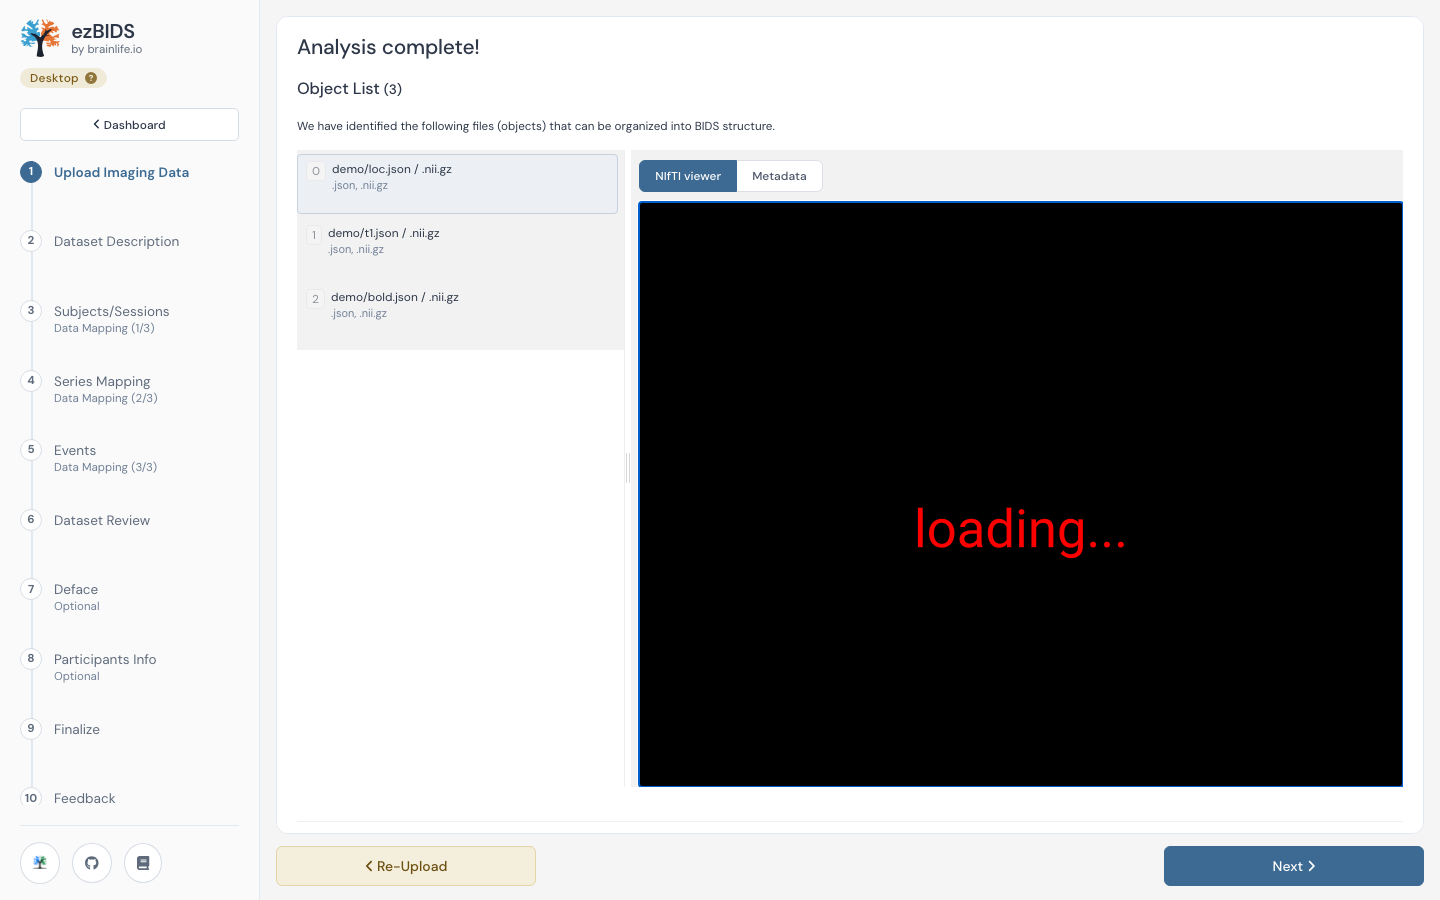 ezBIDS
by brainlife.io
Desktop ?
Dashboard
1 Upload Imaging Data
2 Dataset Description
3 Subjects/Sessions
Data Mapping (1/3)
4 Series Mapping
Data Mapping (2/3)
5 Events
Data Mapping (3/3)
6 Dataset Review
7 Deface
Optional
8 Participants Info
Optional
9 Finalize
10 Feedback
Analysis complete!
Object List (3)
We have identified the following files (objects) that can be organized into BIDS structure.
0 demo/loc.json / .nii.gz
.json, .nii.gz
1 demo/t1.json / .nii.gz
.json, .nii.gz
2 demo/bold.json / .nii.gz
.json, .nii.gz
NIfTI viewer Metadata
loading...
Re-Upload
Next